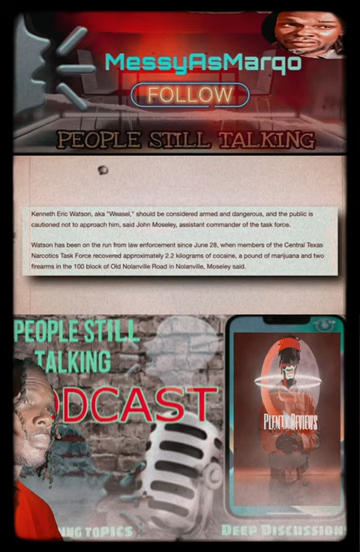 MessyAsMarqo
FOLLOW
PEOPLE STILL TALKING
Kenneth Eric Watson, aka "Weasel," should be considered armed and dangerous, and the public is
cautioned not to approach him, said John Moseley, assistant commander of the task force.
Watson has been on the run from law enforcement since June 28, when members of the Central Texas
Narcotics Task Force recovered approximately 2.2 kilograms of cocaine, a pound of marijuana and two
firearms in the 100 block of Old Nolanville Road in Nolanville, Moseley said.
PEOPLE STILL
TALKING
DCAST
TOPICS
DEEP DISCUSSION